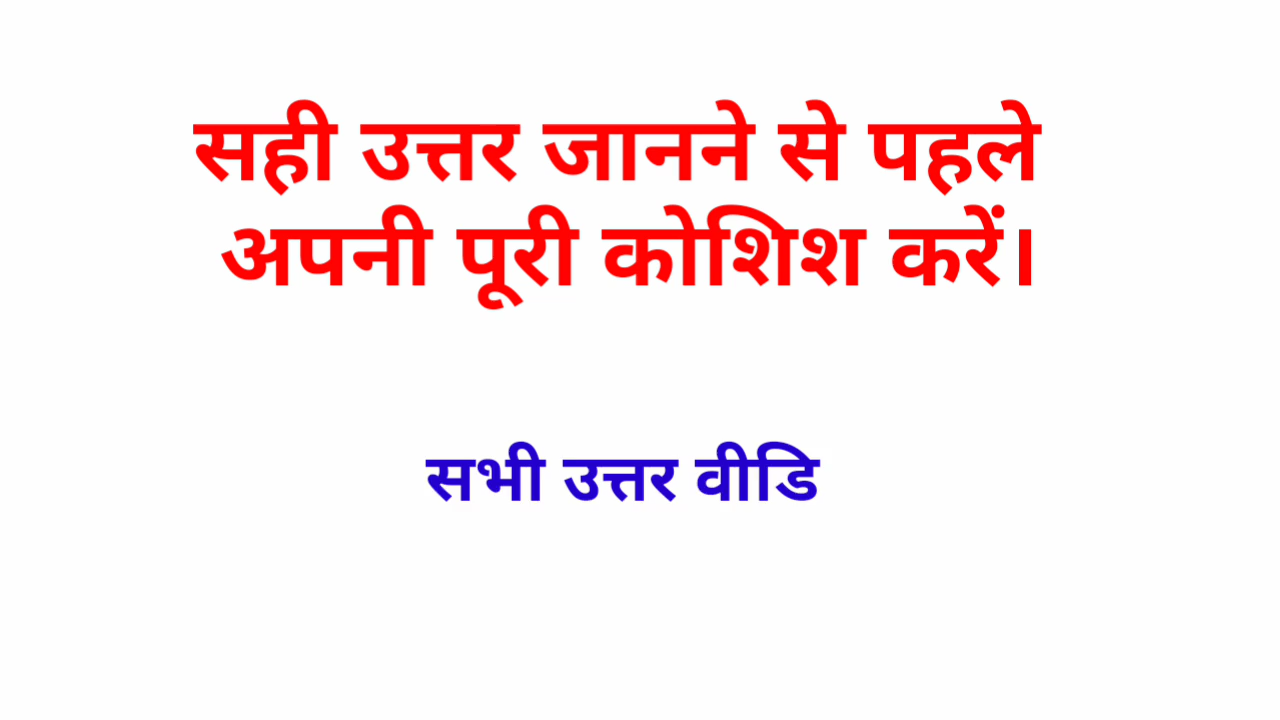 सही उत्तर जानने से पहले
अपनी पूरी कोशिश करें।
सभी उत्तर वीडि